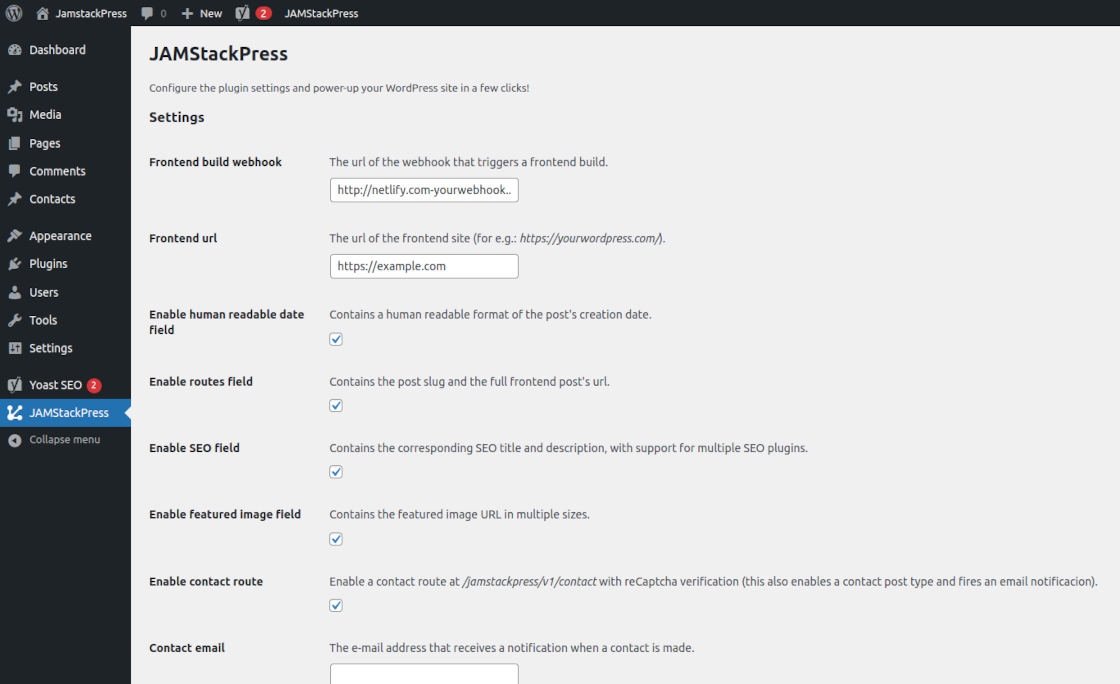 JamstackPress 0 New 2 JAMStackPress
Dashboard
Posts
Media
Pages
Comments
Contacts
Appearance
Plugins
Users
Tools
Settings
Yoast SEO 2
JAMStackPress
Collapse menu
JAMStackPress
Configure the plugin settings and power-up your WordPress site in a few clicks!
Settings
Frontend build webhook
The url of the webhook that triggers a frontend build.
http://netlify.com-yourwebhook..
Frontend url
The url of the frontend site (for e.g.: https://yourwordpress.com/).
https://example.com
Enable human readable date
field
Contains a human readable format of the post's creation date.
Enable routes field
Contains the post slug and the full frontend post's url.
Enable SEO field
Contains the corresponding SEO title and description, with support for multiple SEO plugins.
Enable featured image field
Contains the featured image URL in multiple sizes.
Enable contact route
Enable a contact route at /jamstackpress/v1/contact with reCaptcha verification (this also enables a contact post type and fires an email notificacion).
Contact email
The e-mail address that receives a notification when a contact is made.